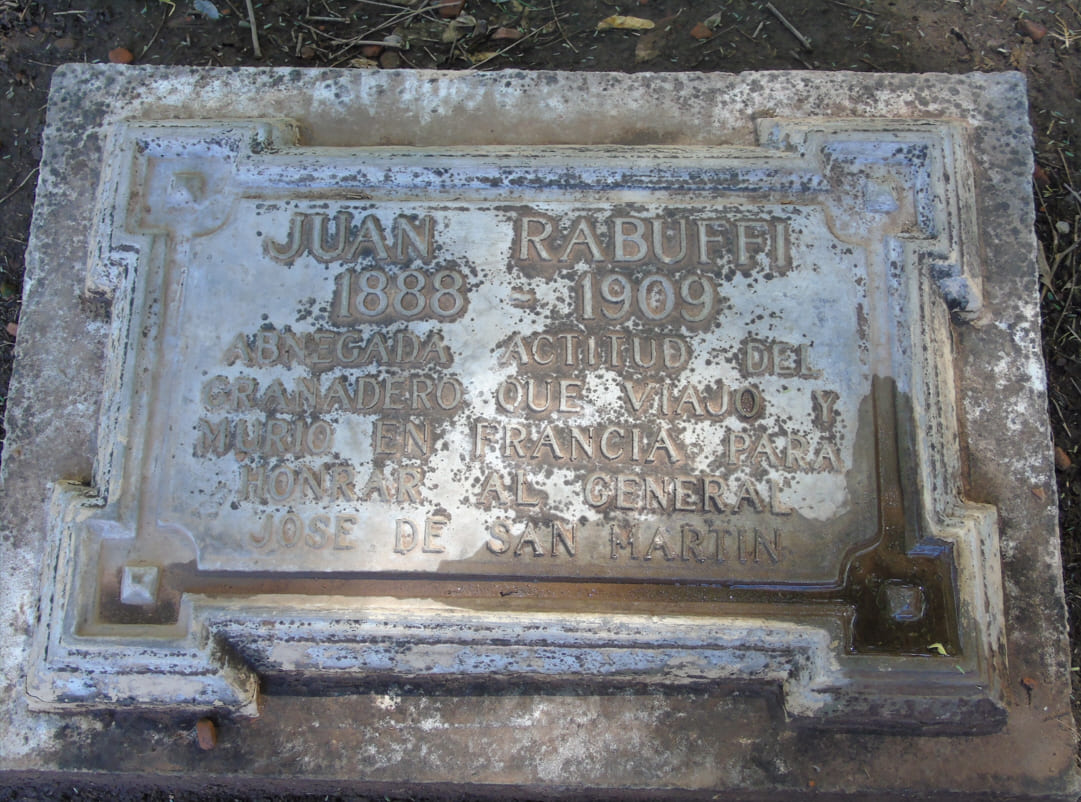 JUAN RABUFFI
1888 - 1909
ABNEGADA ACTITUD DEL
GRANADERO QUE VIAJO Y
MURIO EN FRANCIA PARA
HONRAR AL GENERAL
JOSE DE SAN MARTIN